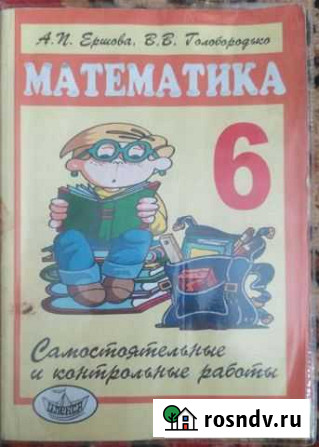 А.П. Ершова, В.В. Голобородько
МАТЕМАТИКА
6
Самостоятельные
и контрольные работы
ИЛЕКСА
rosndv.ru